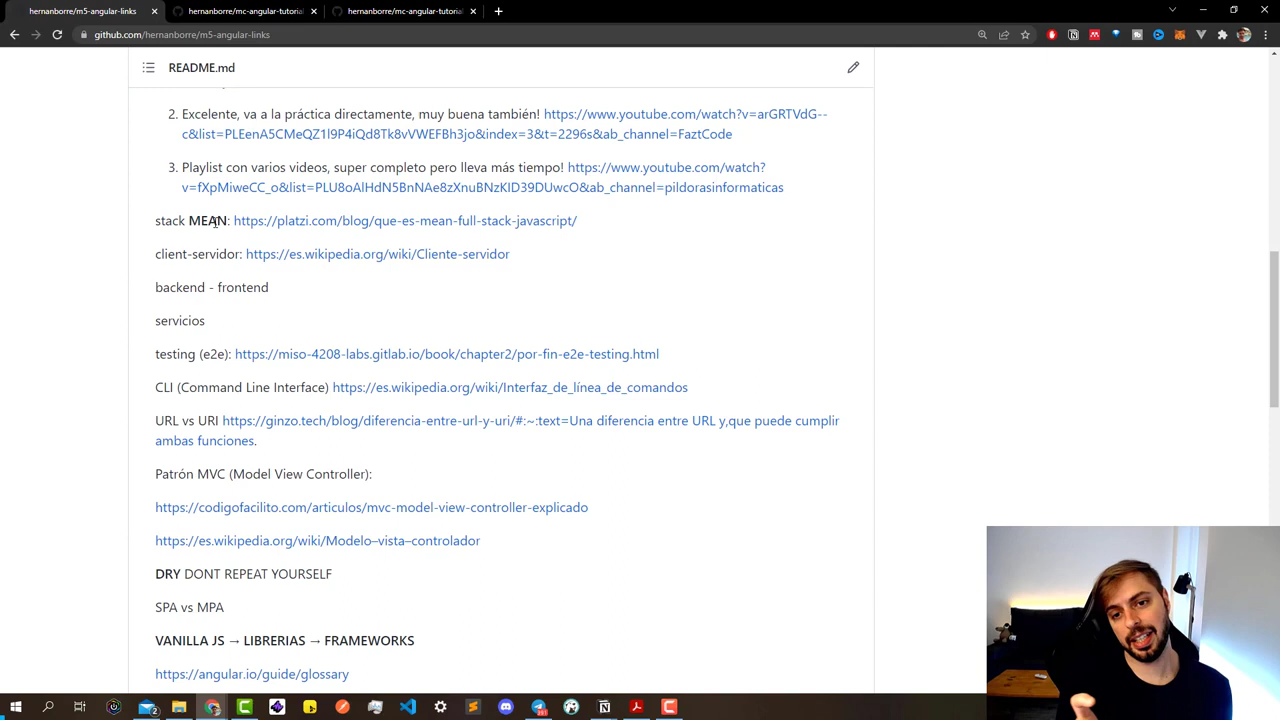 hernanborre/m5-angular-links
hernanborre/mc-angular-tutorial
hernanborre/mc-angular-tutorial
github.com/hernanborre/m5-angular-links
README.md
2. Excelente, va a la práctica directamente, muy buena también! https://www.youtube.com/watch?v=arGRTVdG--
c&list=PLEenA5CMeQZ1l9P4iQd8Tk8vVWEFBh3jo&index=3&t=2296s&ab_channel=FaztCode
3. Playlist con varios videos, super completo pero lleva más tiempo! https://www.youtube.com/watch?
v=fXpMiweCC_o&list=PLU8oAlHdN5BnNAe8zXnuBNzKID39DUwcO&ab_channel=pildorasinformaticas
stack MEAN: https://platzi.com/blog/que-es-mean-full-stack-javascript/
client-servidor: https://es.wikipedia.org/wiki/Cliente-servidor
backend - frontend
servicios
testing (e2e): https://miso-4208-labs.gitlab.io/book/chapter2/por-fin-e2e-testing.html
CLI (Command Line Interface) https://es.wikipedia.org/wiki/Interfaz_de_línea_de_comandos
URL vs URI https://ginzo.tech/blog/diferencia-entre-url-y-uri/#:~:text=Una diferencia entre URL y,que puede cumplir
ambas funciones.
Patrón MVC (Model View Controller):
https://codigofacilito.com/articulos/mvc-model-view-controller-explicado
https://es.wikipedia.org/wiki/Modelo–vista–controlador
DRY DONT REPEAT YOURSELF
SPA vs MPA
VANILLA JS → LIBRERIAS → FRAMEWORKS
https://angular.io/guide/glossary